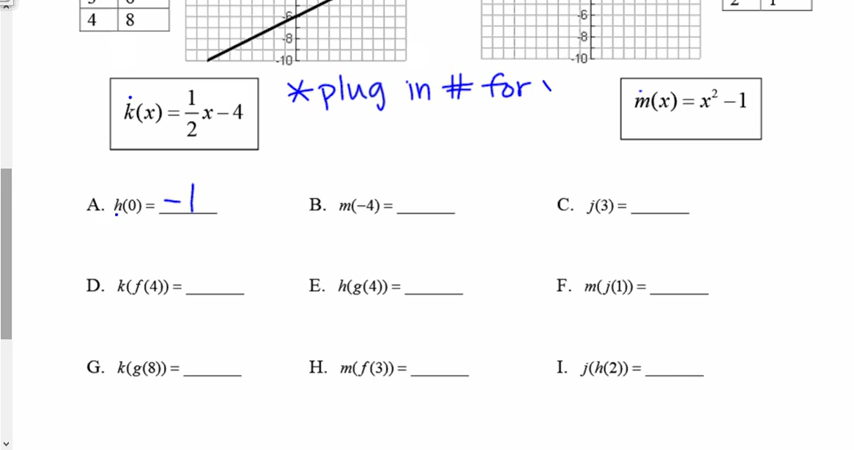 2 1
4 8
-6 -6
-8 -8
-10 -10
k(x) = 1/2 x − 4
*plug in # for
m(x) = x² − 1
A. h(0) = -1 B. m(−4) = ______ C. j(3) = ______
D. k(f(4)) = ______ E. h(g(4)) = ______ F. m(j(1)) = ______
G. k(g(8)) = ______ H. m(f(3)) = ______ I. j(h(2)) = ______